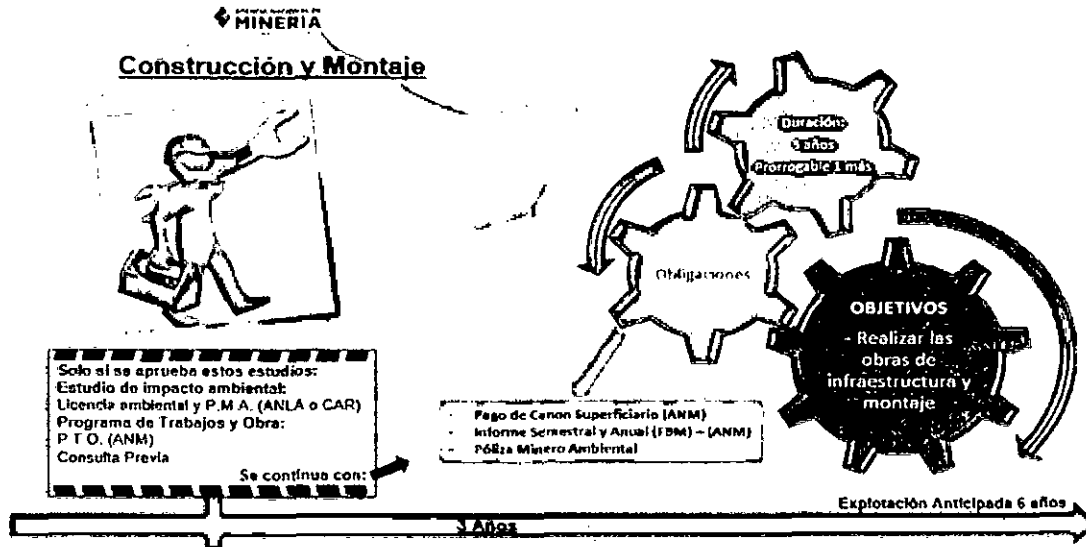 MINERÍA
Construcción y Montaje
Duración:
3 años
Prorrogable 1 más
Obligaciones
OBJETIVOS
- Realizar las
obras de
infraestructura y
montaje
Solo si se aprueba estos estudios:
Estudio de impacto ambiental:
Licencia ambiental y P.M.A. (ANLA o CAR)
Programa de Trabajos y Obra:
P T O. (ANM)
Consulta Previa
Se continua con:
- Pago de Canon Superficiario (ANM)
- Informe Semestral y Anual (FBM) – (ANM)
- Póliza Minero Ambiental
Explotación Anticipada 6 años
3 Años